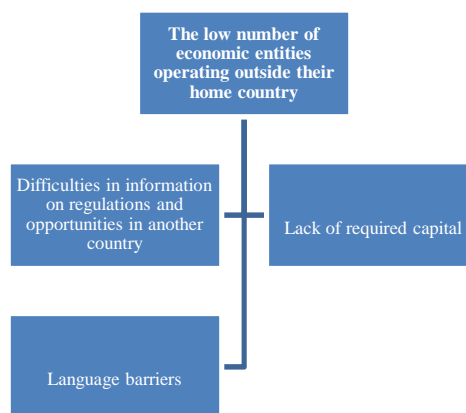 The low number of
economic entities
operating outside their
home country
Difficulties in information
on regulations and
opportunities in another
country
Lack of required capital
Language barriers